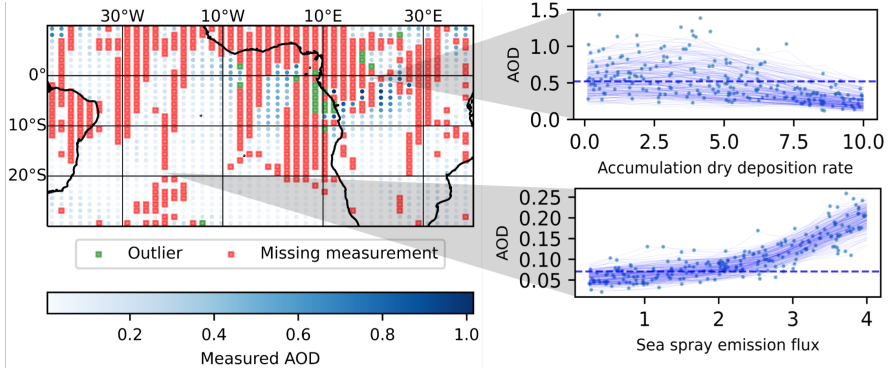 30°W 10°W 10°E 30°E
0°
10°S
20°S
Outlier Missing measurement
0.2 0.4 0.6 0.8 1.0
Measured AOD
1.5
1.0
0.5
0.0
AOD
0.0 2.5 5.0 7.5 10.0
Accumulation dry deposition rate
0.25
0.20
0.15
0.10
0.05
AOD
1 2 3 4
Sea spray emission flux